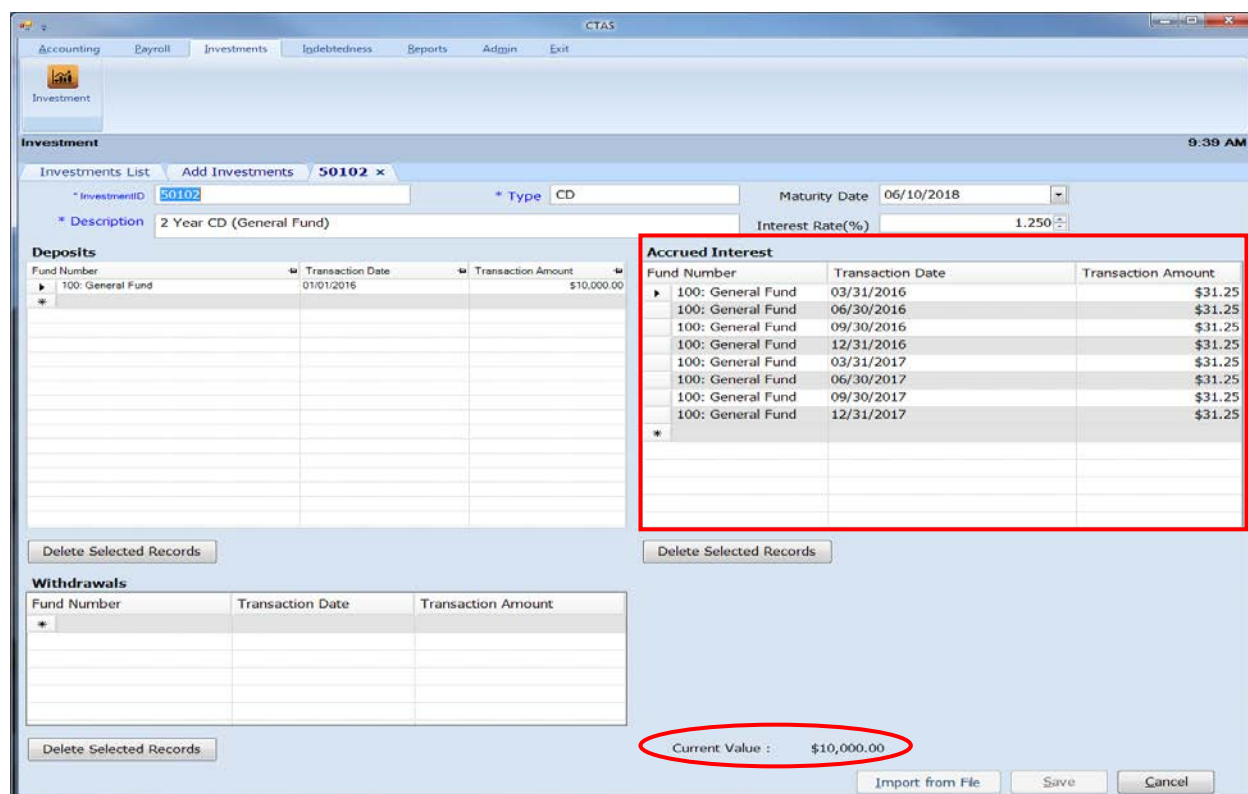 CTAS
Accounting Payroll Investments Indebtedness Reports Admin Exit
Investment
Investment 9:39 AM
Investments List Add Investments 50102 ×
* InvestmentID 50102 * Type CD Maturity Date 06/10/2018
* Description 2 Year CD (General Fund) Interest Rate(%) 1.250
Deposits
Fund Number Transaction Date Transaction Amount
100: General Fund 01/01/2016 $10,000.00
*
Accrued Interest
Fund Number Transaction Date Transaction Amount
100: General Fund 03/31/2016 $31.25
100: General Fund 06/30/2016 $31.25
100: General Fund 09/30/2016 $31.25
100: General Fund 12/31/2016 $31.25
100: General Fund 03/31/2017 $31.25
100: General Fund 06/30/2017 $31.25
100: General Fund 09/30/2017 $31.25
100: General Fund 12/31/2017 $31.25
*
Delete Selected Records Delete Selected Records
Withdrawals
Fund Number Transaction Date Transaction Amount
*
Delete Selected Records
Current Value : $10,000.00
Import from File Save Cancel